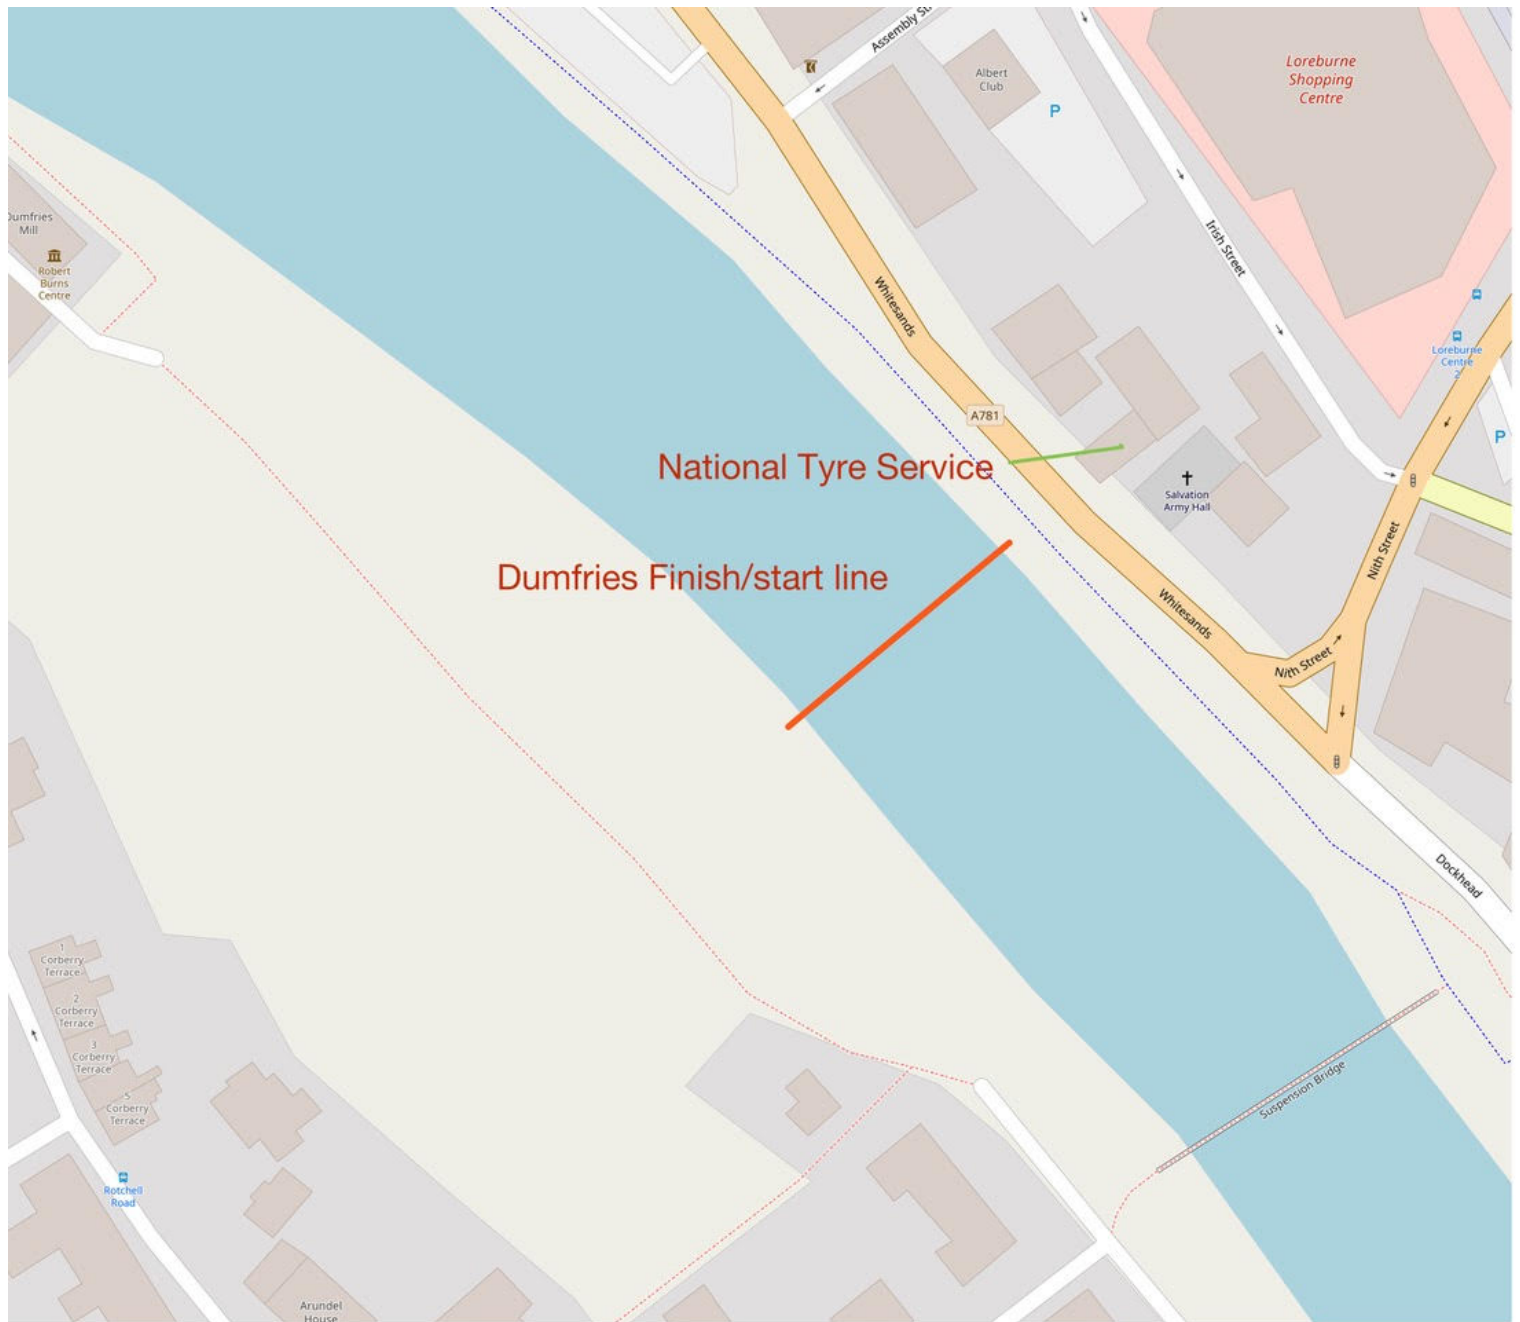 Assembly St
Albert
Club
P
Loreburne
Shopping
Centre
Dumfries
Mill
Robert
Burns
Centre
Whitesands
Irish Street
Loreburne
Centre
2
A781
P
National Tyre Service
Salvation
Army Hall
Nith Street
Dumfries Finish/start line
Whitesands
Nith Street
Dockhead
1
Corberry
Terrace
2
Corberry
Terrace
3
Corberry
Terrace
5
Corberry
Terrace
Suspension Bridge
Rotchell
Road
Arundel
House